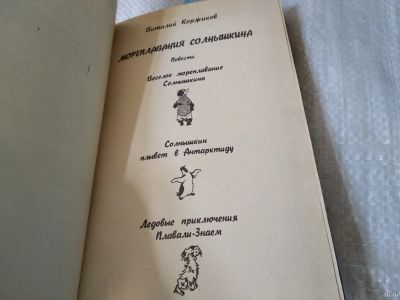 Виталий Коржиков
МОРЕПЛАВАНИЯ СОЛНЫШКИНА
Повести
Веселое мореплавание
Солнышкина
Солнышкин
плывет в Антарктиду
Ледовые приключения
Плавали-Знаем